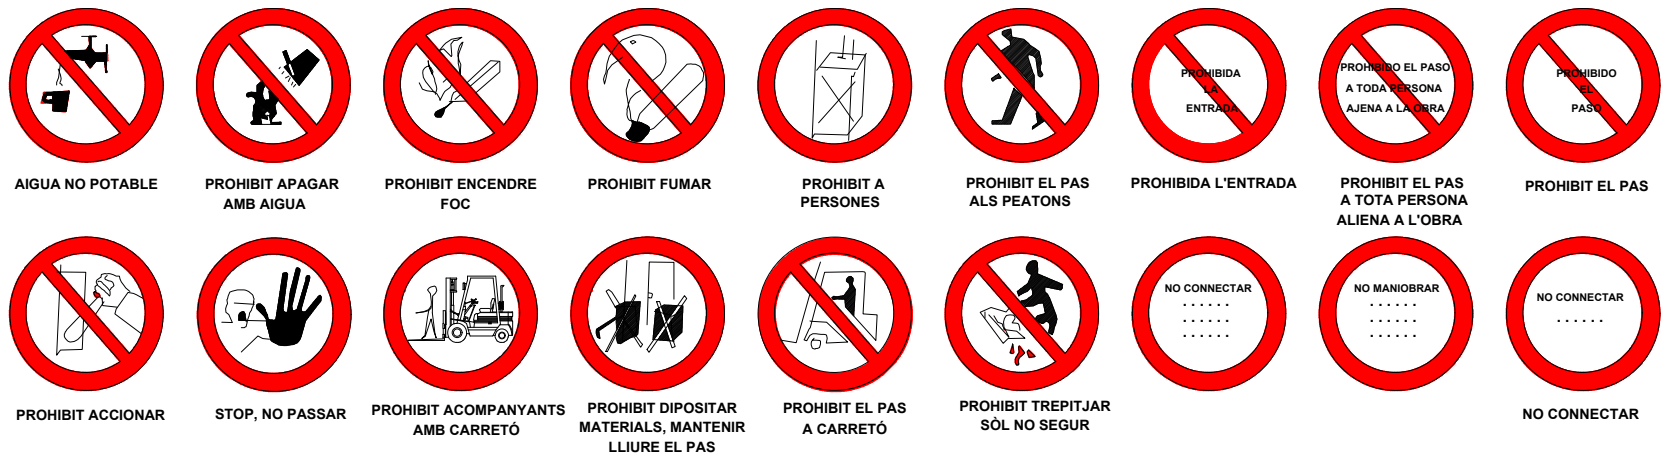 PROHIBIDA
LA
ENTRADA
PROHIBIDO EL PASO
A TODA PERSONA
AJENA A LA OBRA
PROHIBIDO
EL
PASO
AIGUA NO POTABLE
PROHIBIT APAGAR
AMB AIGUA
PROHIBIT ENCENDRE
FOC
PROHIBIT FUMAR
PROHIBIT A
PERSONES
PROHIBIT EL PAS
ALS PEATONS
PROHIBIDA L'ENTRADA
PROHIBIT EL PAS
A TOTA PERSONA
ALIENA A L'OBRA
PROHIBIT EL PAS
NO CONNECTAR
. . . . . .
. . . . . .
. . . . . .
NO MANIOBRAR
. . . . . .
. . . . . .
. . . . . .
NO CONNECTAR
. . . . . .
PROHIBIT ACCIONAR
STOP, NO PASSAR
PROHIBIT ACOMPANYANTS
AMB CARRETÓ
PROHIBIT DIPOSITAR
MATERIALS, MANTENIR
LLIURE EL PAS
PROHIBIT EL PAS
A CARRETÓ
PROHIBIT TREPITJAR
SÒL NO SEGUR
NO CONNECTAR